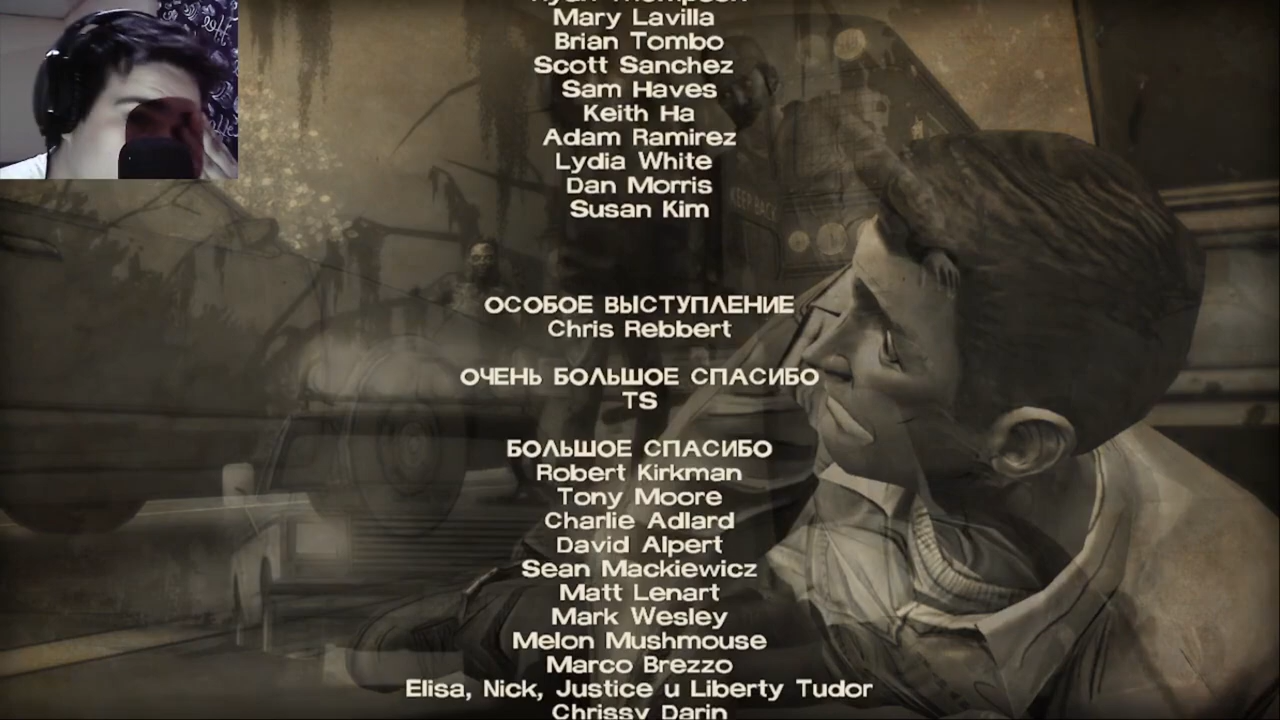 Mary Lavilla
Brian Tombo
Scott Sanchez
Sam Haves
Keith Ha
Adam Ramirez
Lydia White
Dan Morris
Susan Kim
KEEP BACK
ОСОБОЕ ВЫСТУПЛЕНИЕ
Chris Rebbert
ОЧЕНЬ БОЛЬШОЕ СПАСИБО
TS
БОЛЬШОЕ СПАСИБО
Robert Kirkman
Tony Moore
Charlie Adlard
David Alpert
Sean Mackiewicz
Matt Lenart
Mark Wesley
Melon Mushmouse
Marco Brezzo
Elisa, Nick, Justice и Liberty Tudor
Chrissy Darin